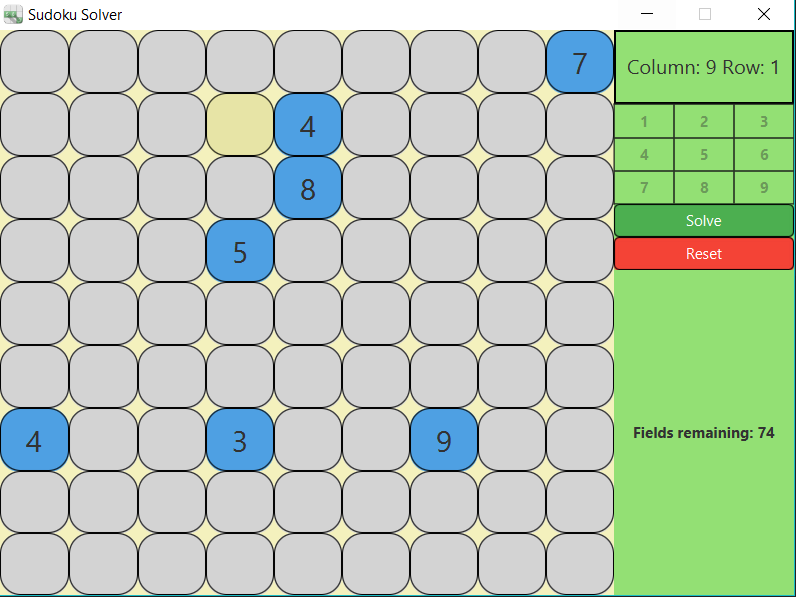 Sudoku Solver
7
Column: 9 Row: 1
4
1 2 3
8
4 5 6
7 8 9
Solve
5
Reset
4 3 9
Fields remaining: 74